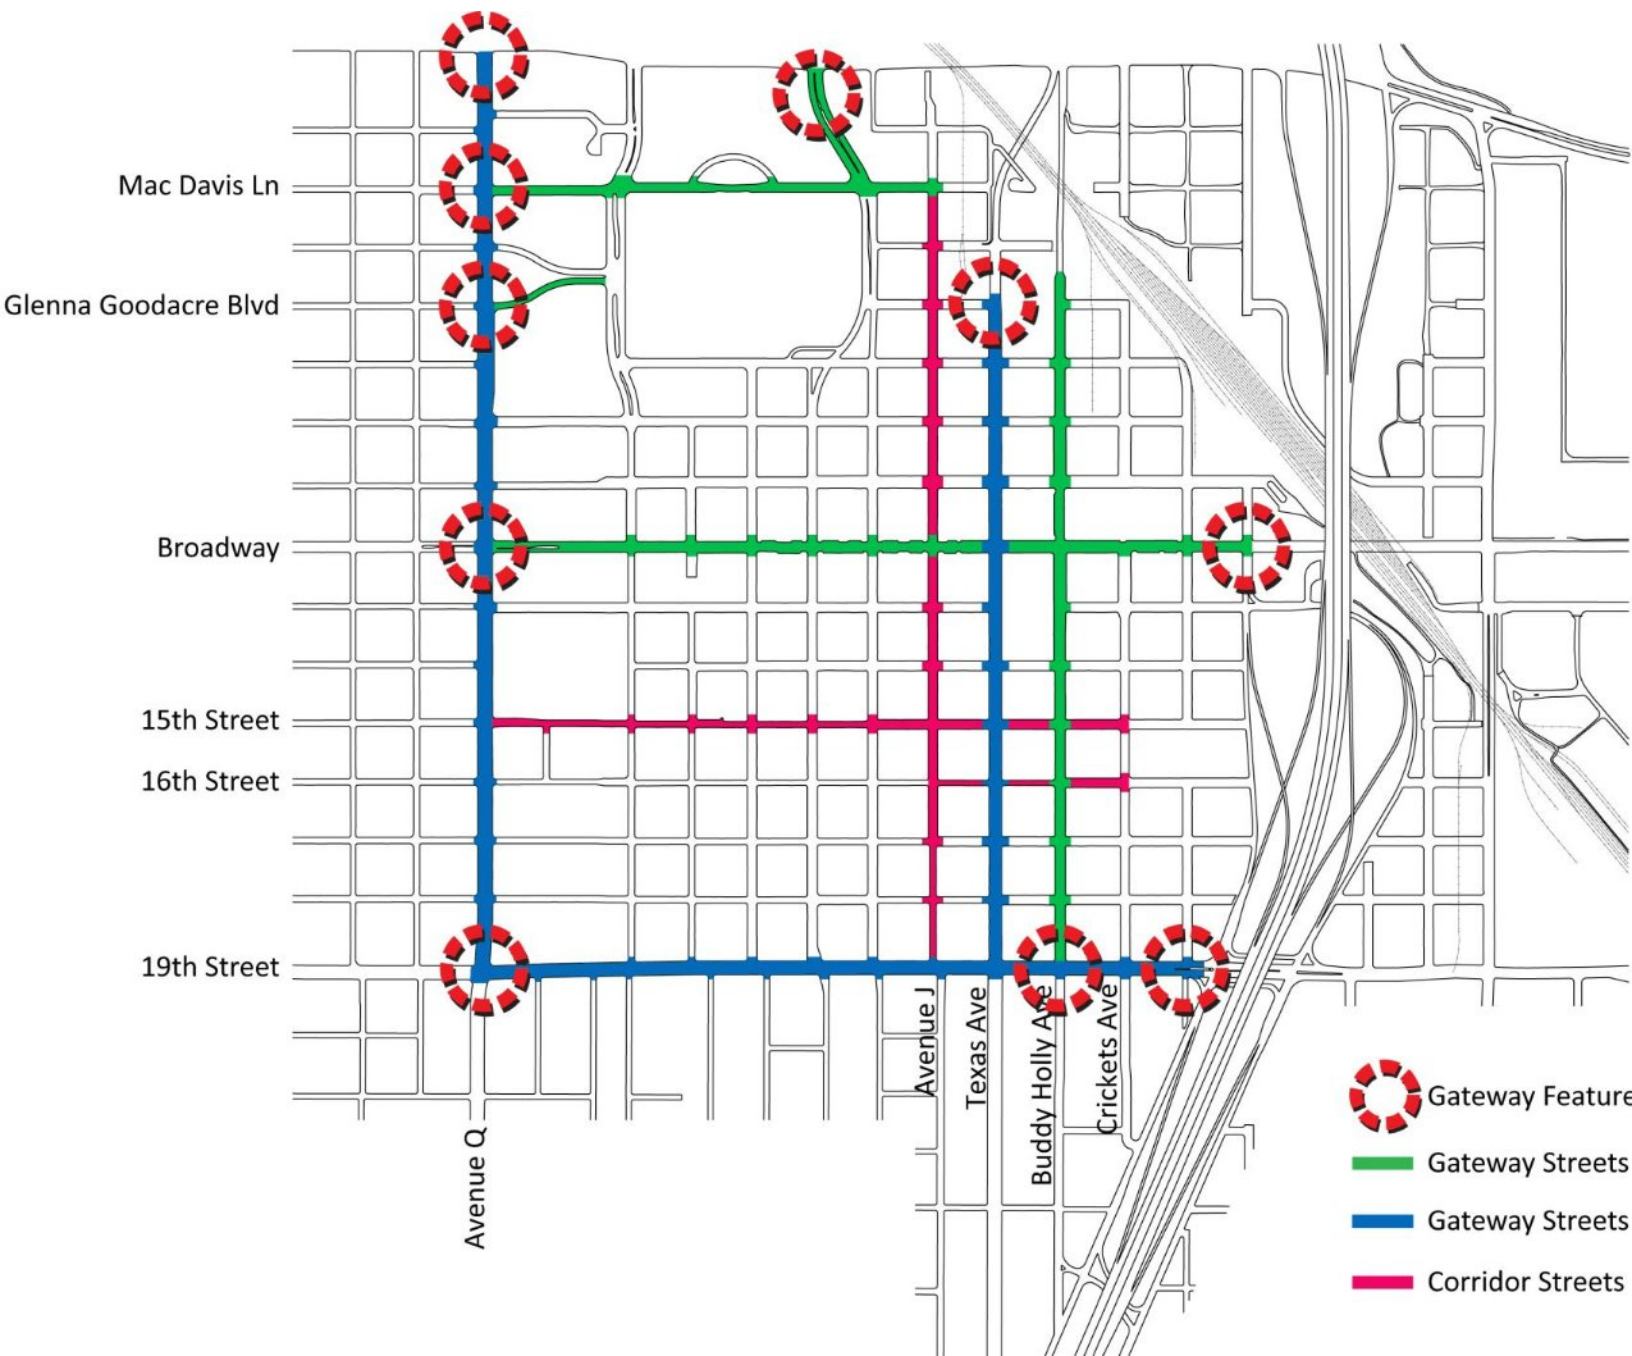 Mac Davis Ln
Glenna Goodacre Blvd
Broadway
15th Street
16th Street
19th Street
Avenue Q
Avenue J
Texas Ave
Buddy Holly Ave
Crickets Ave
Gateway Feature
Gateway Streets
Gateway Streets
Corridor Streets